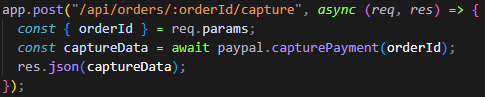 app.post("/api/orders/:orderId/capture", async (req, res) => {
  const { orderId } = req.params;
  const captureData = await paypal.capturePayment(orderId);
  res.json(captureData);
});